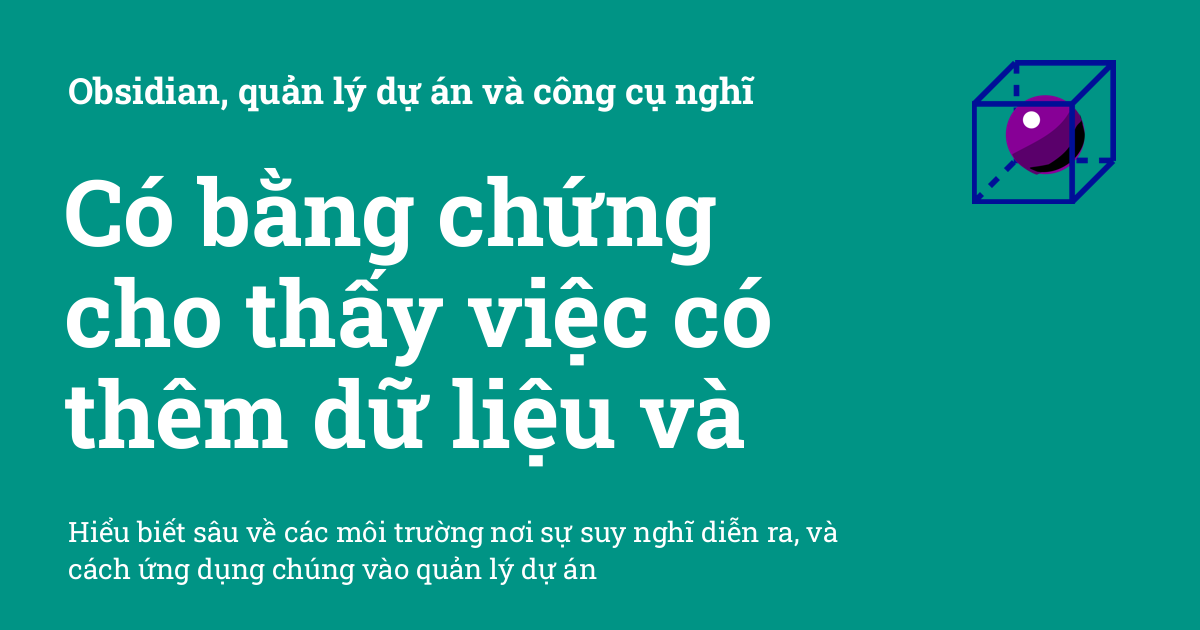 Obsidian, quản lý dự án và công cụ nghĩ
Có bằng chứng
cho thấy việc có
thêm dữ liệu và
Hiểu biết sâu về các môi trường nơi sự suy nghĩ diễn ra, và
cách ứng dụng chúng vào quản lý dự án